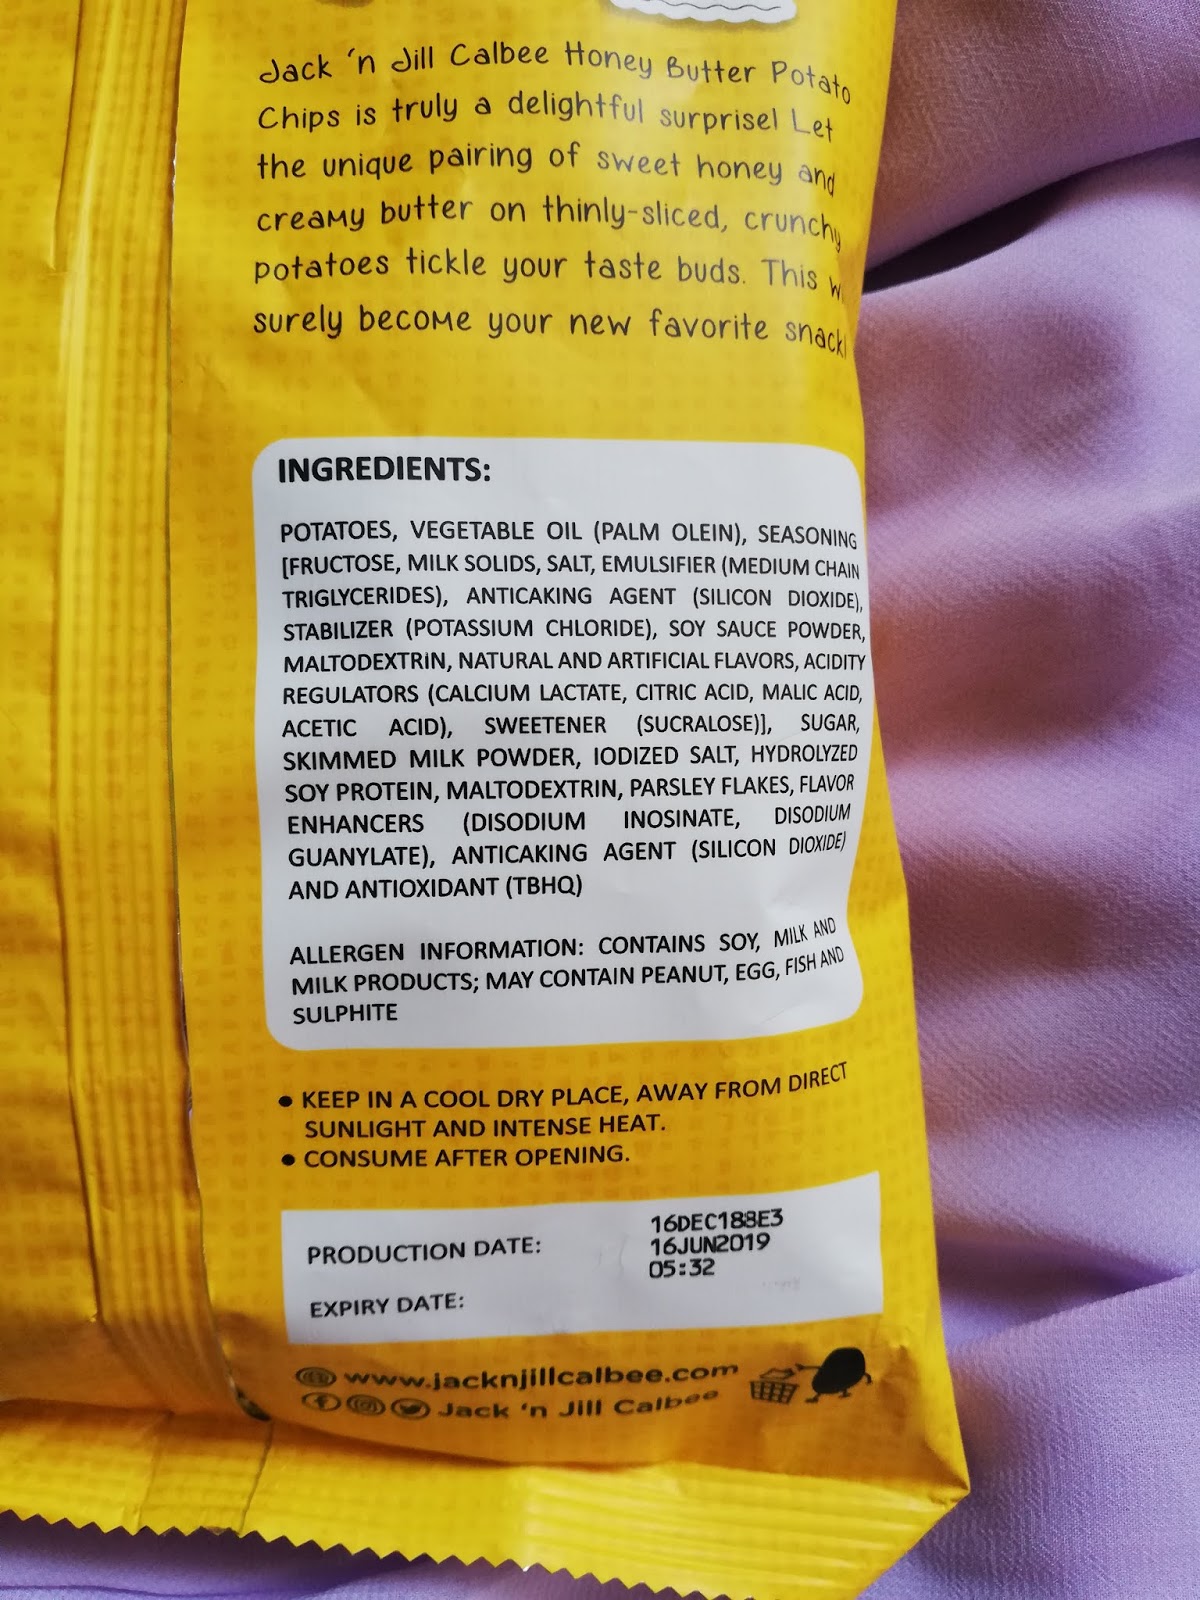 Jack 'n Jill Calbee Honey Butter Potato
Chips is truly a delightful surprise! Let
the unique pairing of sweet honey and
creamy butter on thinly-sliced, crunchy
potatoes tickle your taste buds. This
surely become your new favorite snack!
INGREDIENTS:
POTATOES, VEGETABLE OIL (PALM OLEIN), SEASONING
[FRUCTOSE, MILK SOLIDS, SALT, EMULSIFIER (MEDIUM CHAIN
TRIGLYCERIDES), ANTICAKING AGENT (SILICON DIOXIDE),
STABILIZER (POTASSIUM CHLORIDE), SOY SAUCE POWDER,
MALTODEXTRIN, NATURAL AND ARTIFICIAL FLAVORS, ACIDITY
REGULATORS (CALCIUM LACTATE, CITRIC ACID, MALIC ACID,
ACETIC ACID), SWEETENER (SUCRALOSE)], SUGAR,
SKIMMED MILK POWDER, IODIZED SALT, HYDROLYZED
SOY PROTEIN, MALTODEXTRIN, PARSLEY FLAKES, FLAVOR
ENHANCERS (DISODIUM INOSINATE, DISODIUM
GUANYLATE), ANTICAKING AGENT (SILICON DIOXIDE)
AND ANTIOXIDANT (TBHQ)
ALLERGEN INFORMATION: CONTAINS SOY, MILK AND
MILK PRODUCTS; MAY CONTAIN PEANUT, EGG, FISH AND
SULPHITE
• KEEP IN A COOL DRY PLACE, AWAY FROM DIRECT
SUNLIGHT AND INTENSE HEAT.
• CONSUME AFTER OPENING.
PRODUCTION DATE:
16DEC188E3
16JUN2019
05:32
EXPIRY DATE:
www.jacknjillcalbee.com
Jack 'n Jill Calbee